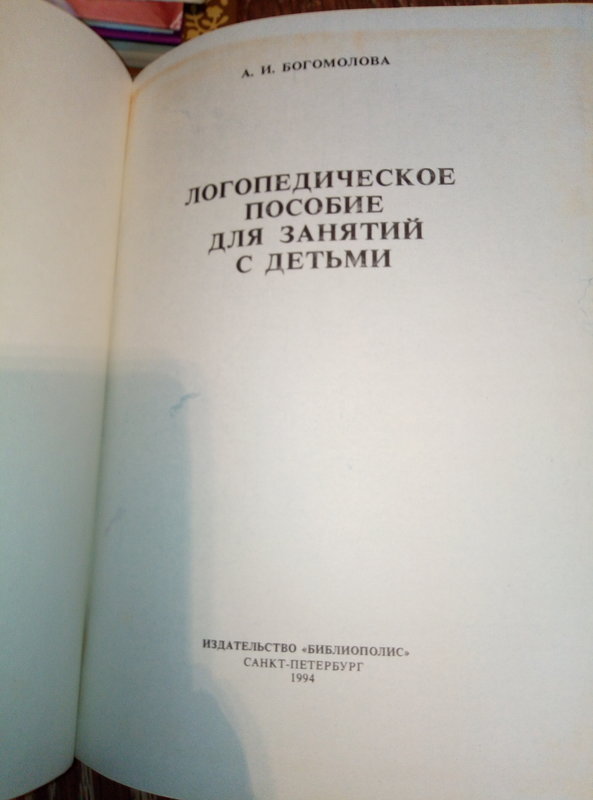 А. И. БОГОМОЛОВА
ЛОГОПЕДИЧЕСКОЕ
ПОСОБИЕ
ДЛЯ ЗАНЯТИЙ
С ДЕТЬМИ
ИЗДАТЕЛЬСТВО «БИБЛИОПОЛИС»
САНКТ-ПЕТЕРБУРГ
1994